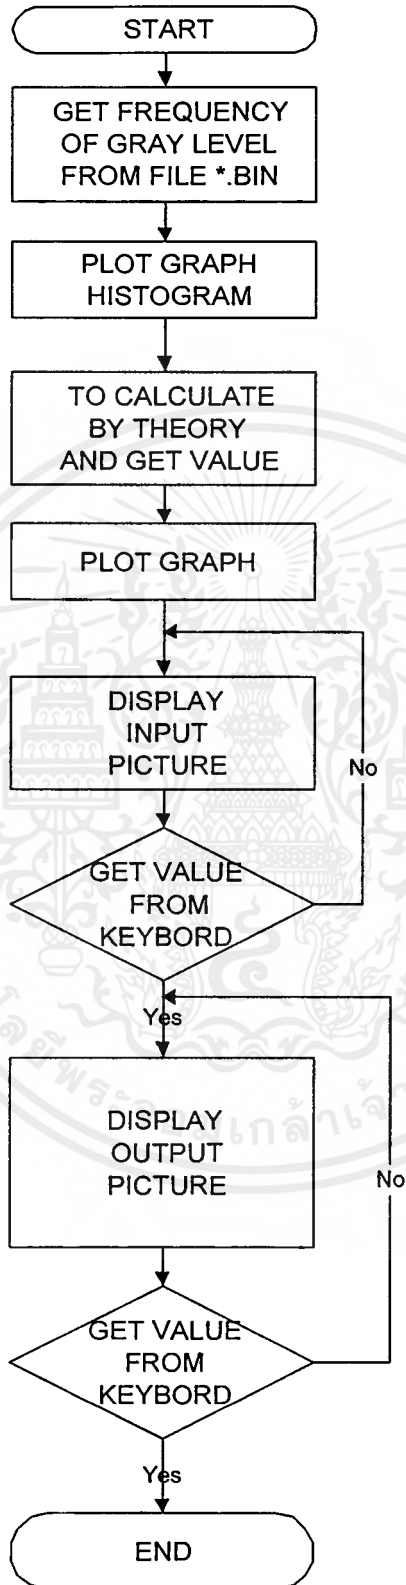 START
GET FREQUENCY
OF GRAY LEVEL
FROM FILE *.BIN
PLOT GRAPH
HISTOGRAM
TO CALCULATE
BY THEORY
AND GET VALUE
PLOT GRAPH
DISPLAY
INPUT
PICTURE
No
GET VALUE
FROM
KEYBORD
Yes
DISPLAY
OUTPUT
PICTURE
No
GET VALUE
FROM
KEYBORD
Yes
END